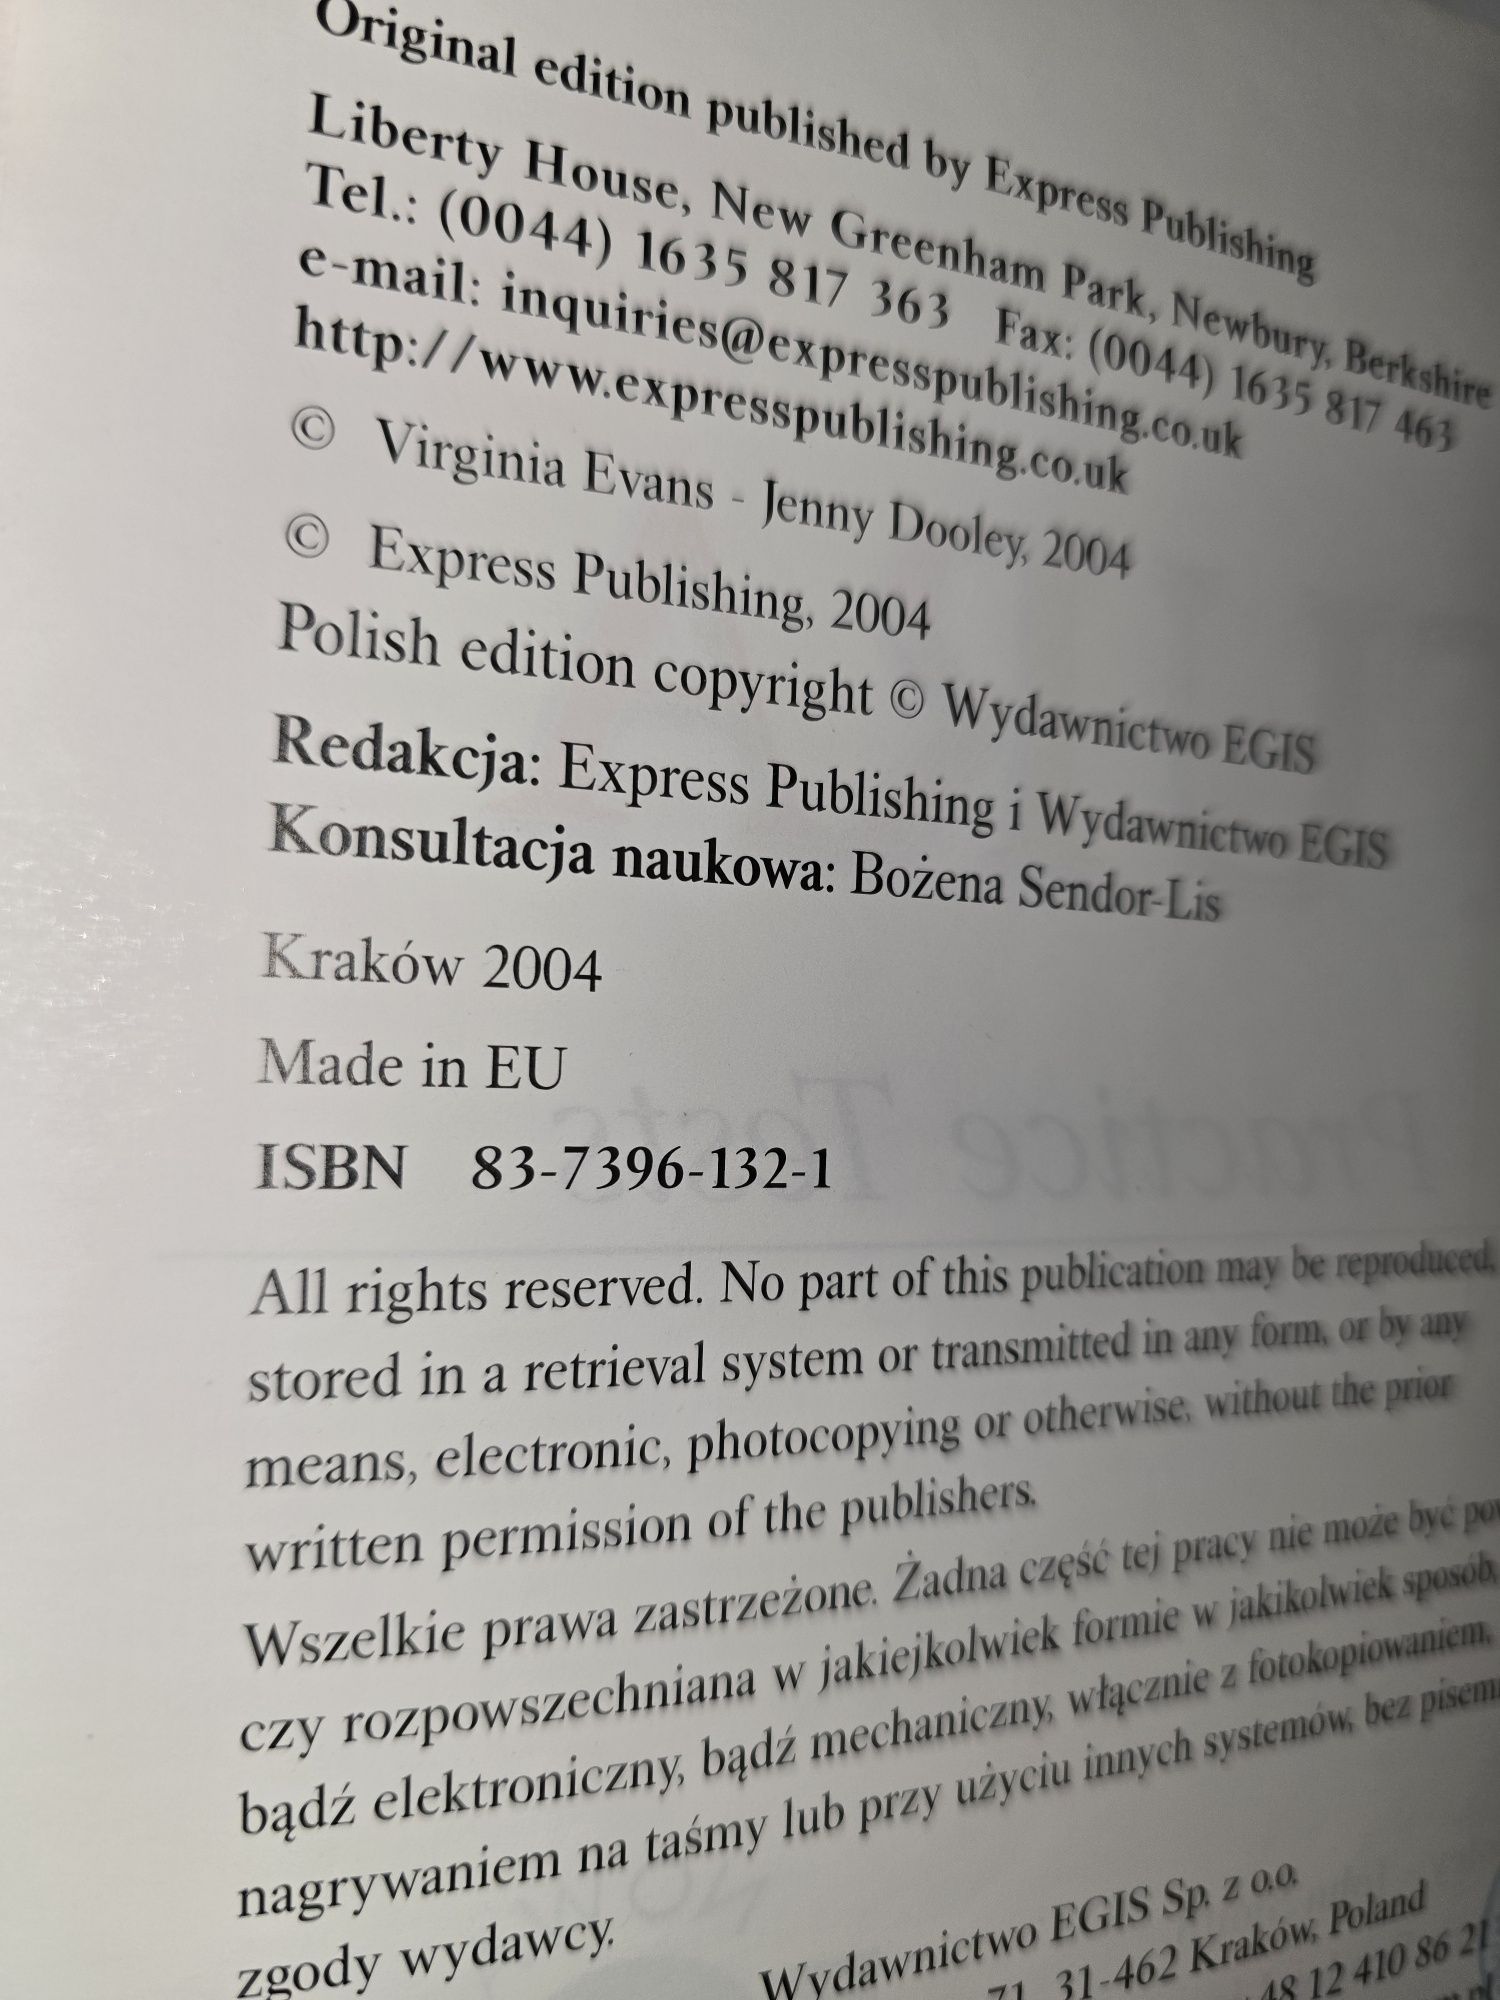 Original edition published by Express Publishing
Liberty House, New Greenham Park, Newbury, Berkshire
Tel.: (0044) 1635 817 363 Fax: (0044) 1635 817 463
e-mail: inquiries@expresspublishing.co.uk
http://www.expresspublishing.co.uk
© Virginia Evans - Jenny Dooley, 2004
© Express Publishing, 2004
Polish edition copyright © Wydawnictwo EGIS
Redakcja: Express Publishing i Wydawnictwo EGIS
Konsultacja naukowa: Bożena Sendor-Lis
Kraków 2004
Made in EU
ISBN 83-7396-132-1
All rights reserved. No part of this publication may be reproduced,
stored in a retrieval system or transmitted in any form, or by any
means, electronic, photocopying or otherwise, without the prior
written permission of the publishers.
Wszelkie prawa zastrzeżone. Żadna część tej pracy nie może być
czy rozpowszechniana w jakiejkolwiek formie w jakikolwiek sposób,
bądź elektroniczny, bądź mechaniczny, włącznie z fotokopiowaniem,
nagrywaniem na taśmy lub przy użyciu innych systemów, bez
zgody wydawcy.
Wydawnictwo EGIS Sp. z o.o.
71, 31-462 Kraków, Poland
48 12 410 86 21